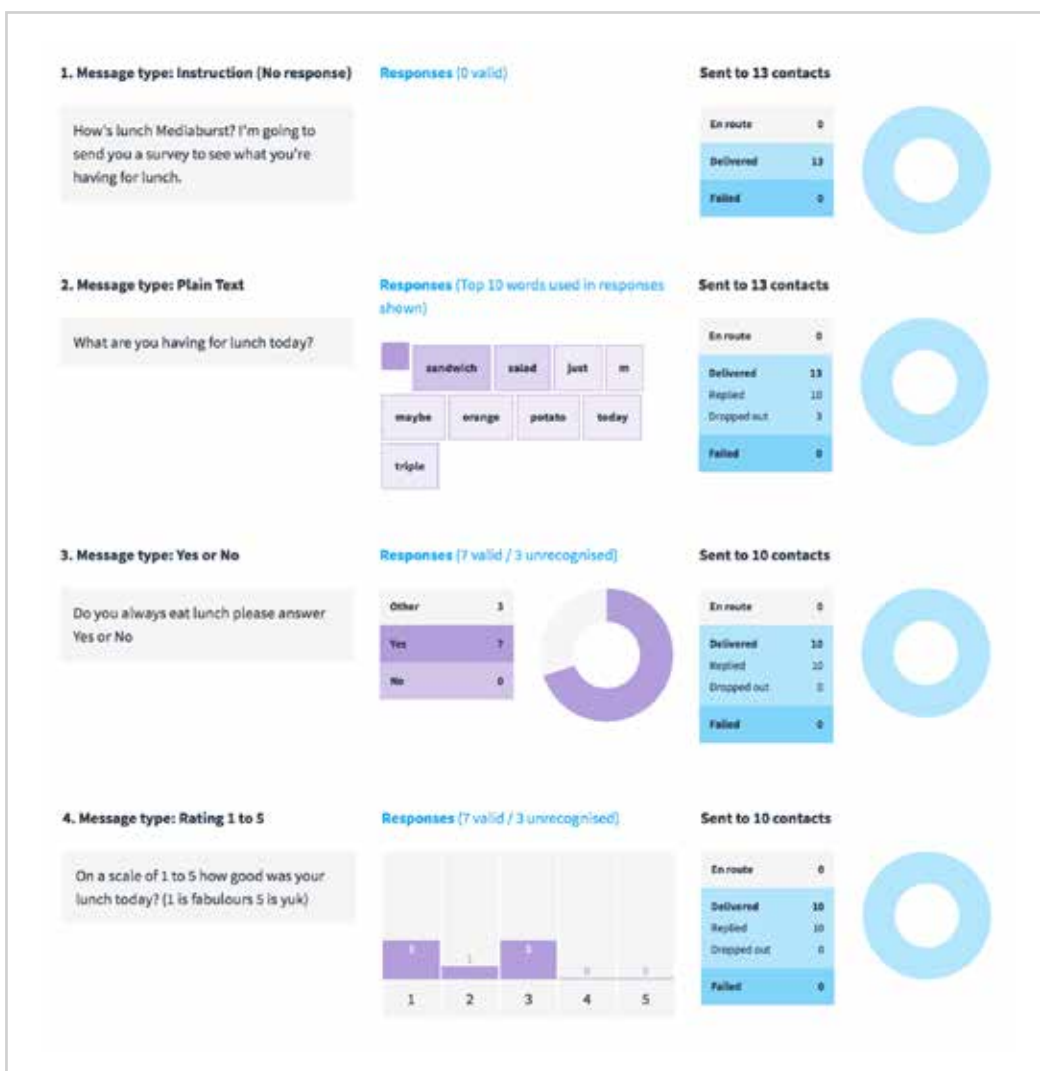 1. Message type: Instruction (No response)
Responses (0 valid)
Sent to 13 contacts
How's lunch Mediaburst? I'm going to
send you a survey to see what you're
having for lunch.
En route 0
Delivered 13
Failed 0
2. Message type: Plain Text
Responses (Top 10 words used in responses
shown)
Sent to 13 contacts
What are you having for lunch today?
sandwich salad just m
maybe orange potato today
triple
En route 0
Delivered 13
Replied 10
Dropped out 3
Failed 0
3. Message type: Yes or No
Responses (7 valid / 3 unrecognised)
Sent to 10 contacts
Do you always eat lunch please answer
Yes or No
Other 3
Yes 7
No 0
En route 0
Delivered 10
Replied 10
Dropped out 0
Failed 0
4. Message type: Rating 1 to 5
Responses (7 valid / 3 unrecognised)
Sent to 10 contacts
On a scale of 1 to 5 how good was your
lunch today? (1 is fabulours 5 is yuk)
3 1 3 0 0
1 2 3 4 5
En route 0
Delivered 10
Replied 10
Dropped out 0
Failed 0